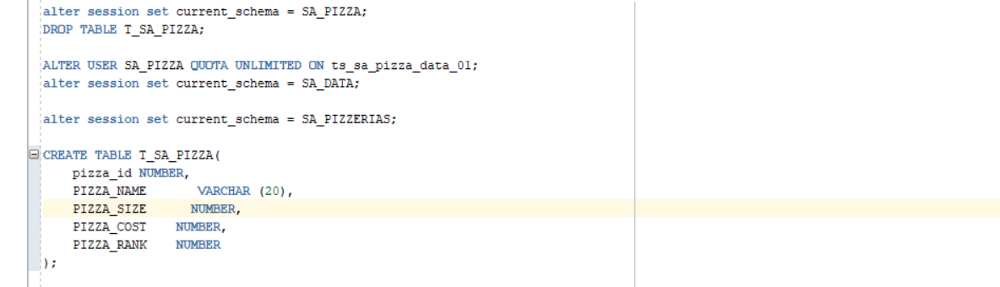 alter session set current_schema = SA_PIZZA;
DROP TABLE T_SA_PIZZA;
ALTER USER SA_PIZZA QUOTA UNLIMITED ON ts_sa_pizza_data_01;
alter session set current_schema = SA_DATA;
alter session set current_schema = SA_PIZZERIAS;
CREATE TABLE T_SA_PIZZA(
pizza_id NUMBER,
PIZZA_NAME VARCHAR (20),
PIZZA_SIZE NUMBER,
PIZZA_COST NUMBER,
PIZZA_RANK NUMBER
);